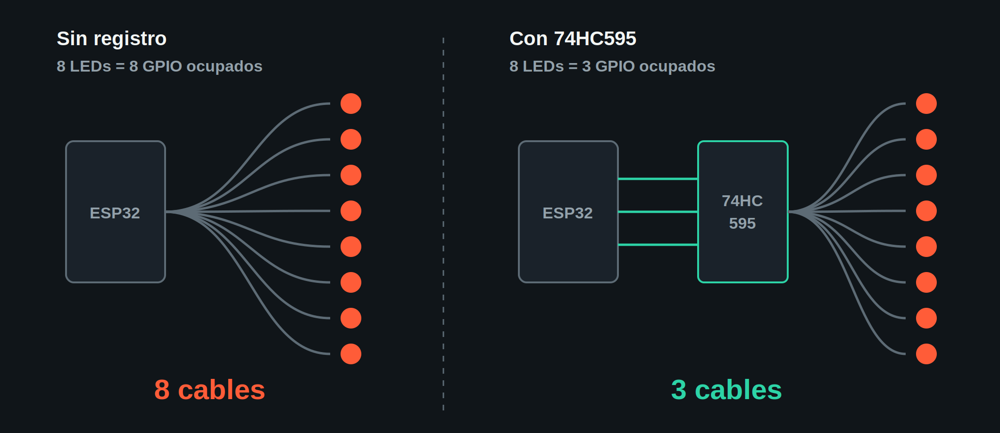 Sin registro
8 LEDs = 8 GPIO ocupados
ESP32
8 cables
Con 74HC595
8 LEDs = 3 GPIO ocupados
ESP32
74HC
595
3 cables